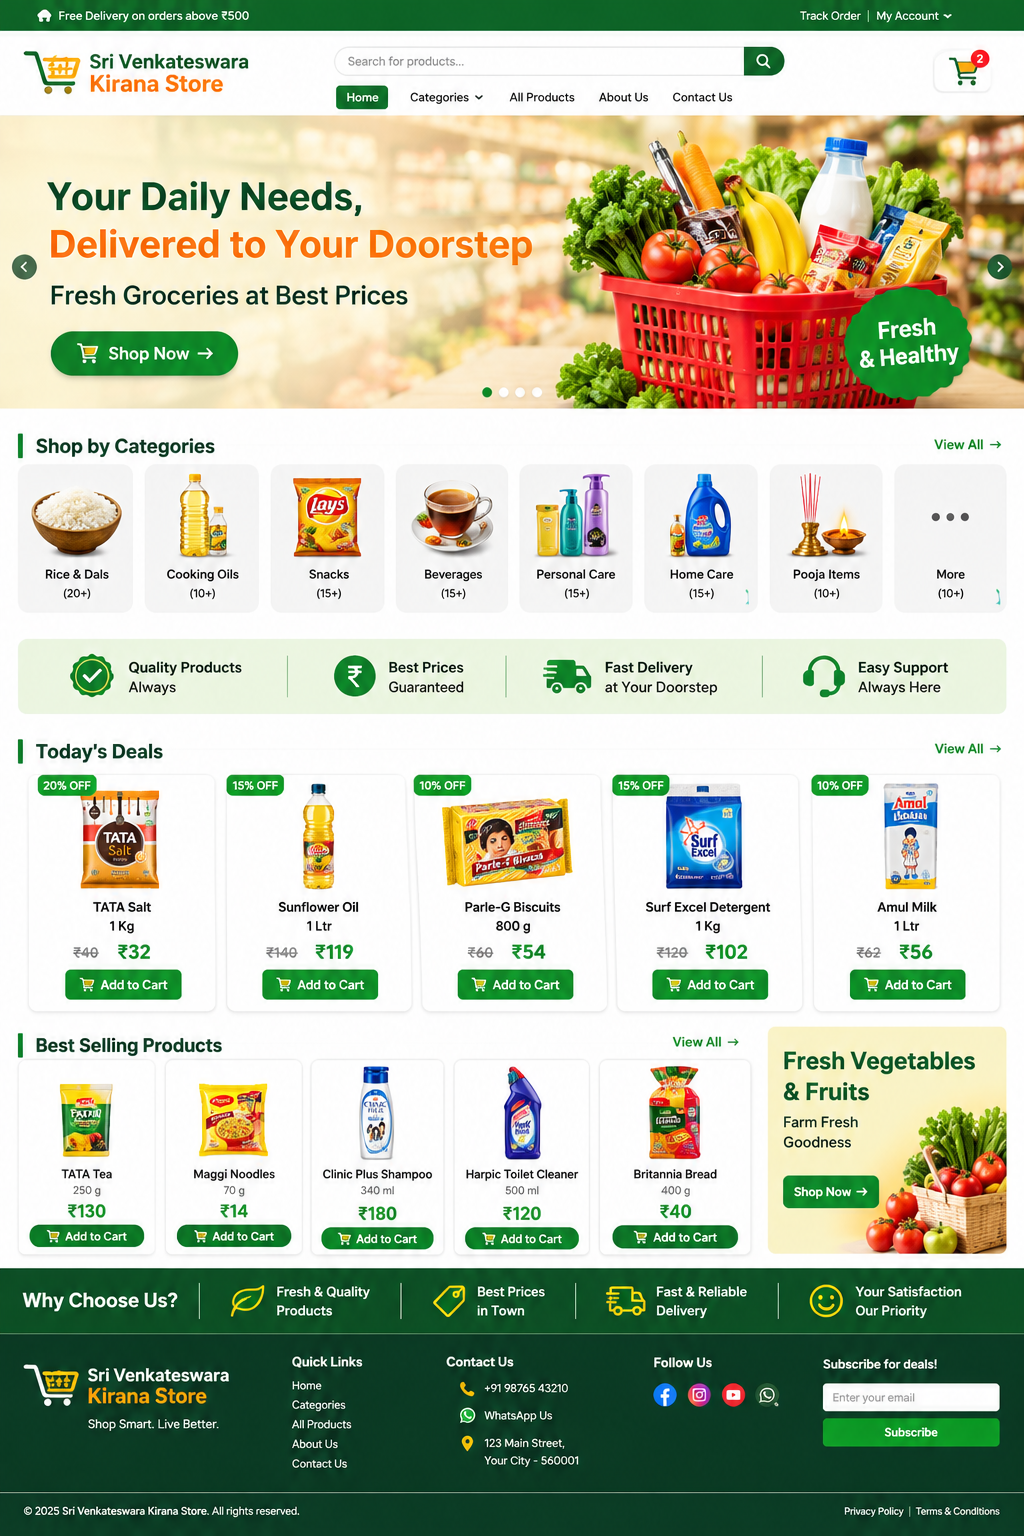 Free Delivery on orders above ₹500
Track Order | My Account
Sri Venkateswara
Kirana Store
Search for products...
2
Home
Categories
All Products
About Us
Contact Us
Your Daily Needs,
Delivered to Your Doorstep
Fresh Groceries at Best Prices
Shop Now →
Fresh
& Healthy
Shop by Categories
View All →
Lays
Rice & Dals
(20+)
Cooking Oils
(10+)
Snacks
(15+)
Beverages
(15+)
Personal Care
(15+)
Home Care
(15+)
Pooja Items
(10+)
More
(10+)
Quality Products
Always
₹
Best Prices
Guaranteed
Fast Delivery
at Your Doorstep
Easy Support
Always Here
Today's Deals
View All →
20% OFF
TATA
Salt
TATA Salt
1 Kg
₹40 ₹32
Add to Cart
15% OFF
Sunflower Oil
1 Ltr
₹140 ₹119
Add to Cart
10% OFF
Parle-G
Parle-G Biscuits
800 g
₹60 ₹54
Add to Cart
15% OFF
Surf
Excel
Surf Excel Detergent
1 Kg
₹120 ₹102
Add to Cart
10% OFF
Amal
Amul Milk
1 Ltr
₹62 ₹56
Add to Cart
Best Selling Products
View All →
TATA Tea
250 g
₹130
Add to Cart
Maggi Noodles
70 g
₹14
Add to Cart
Clinic Plus Shampoo
340 ml
₹180
Add to Cart
Harpic Toilet Cleaner
500 ml
₹120
Add to Cart
Britannia Bread
400 g
₹40
Add to Cart
Fresh Vegetables
& Fruits
Farm Fresh
Goodness
Shop Now →
Why Choose Us?
Fresh & Quality
Products
Best Prices
in Town
Fast & Reliable
Delivery
Your Satisfaction
Our Priority
Sri Venkateswara
Kirana Store
Shop Smart. Live Better.
Quick Links
Home
Categories
All Products
About Us
Contact Us
Contact Us
+91 98765 43210
WhatsApp Us
123 Main Street,
Your City - 560001
Follow Us
Subscribe for deals!
Enter your email
Subscribe
© 2025 Sri Venkateswara Kirana Store. All rights reserved.
Privacy Policy | Terms & Conditions